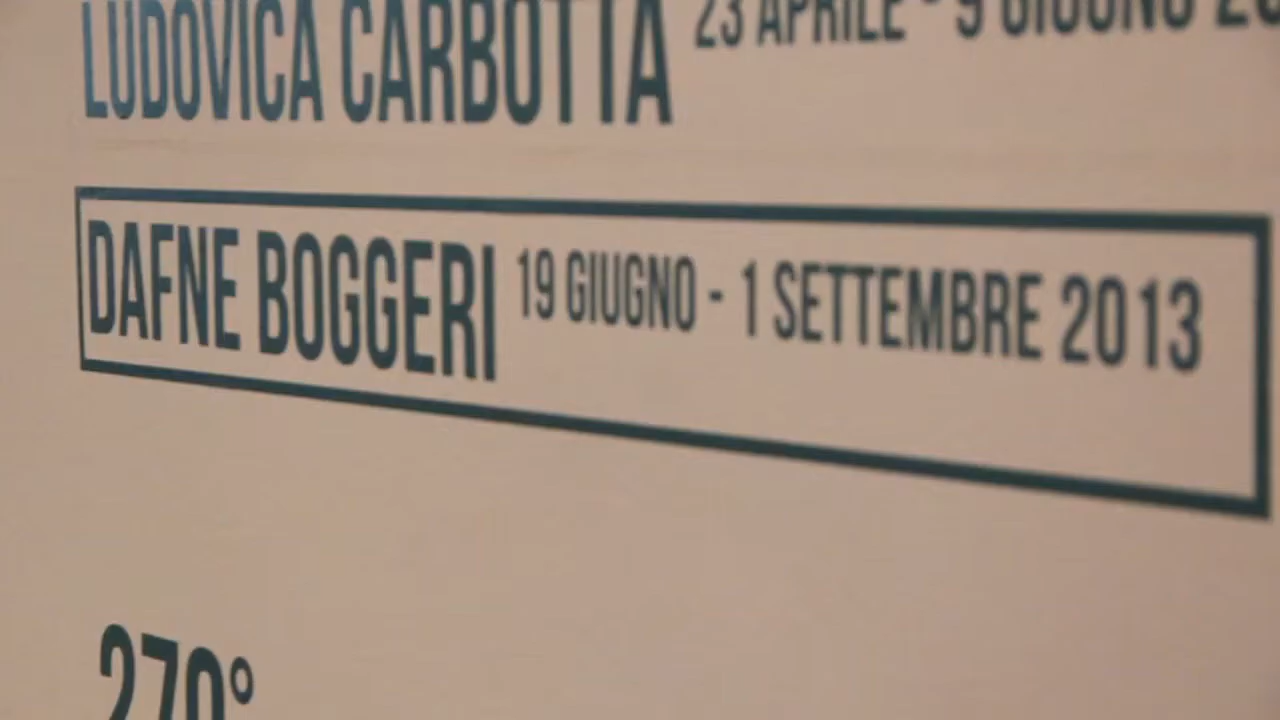 LUDOVICA CARBOTTA 23 APRILE - 9 GIUGNO
DAFNE BOGGERI 19 GIUGNO - 1 SETTEMBRE 2013
270°